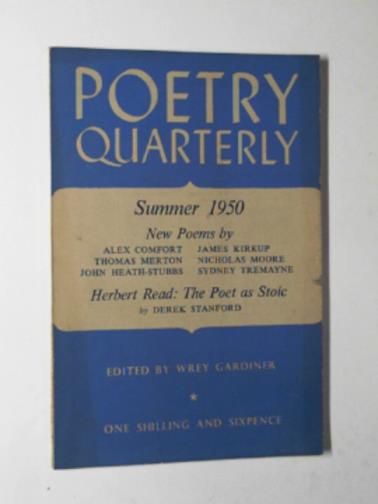 POETRY
QUARTERLY
Summer 1950
New Poems by
ALEX COMFORT JAMES KIRKUP
THOMAS MERTON NICHOLAS MOORE
JOHN HEATH-STUBBS SYDNEY TREMAYNE
Herbert Read: The Poet as Stoic
by DEREK STANFORD
EDITED BY WREY GARDINER
*
ONE SHILLING AND SIXPENCE